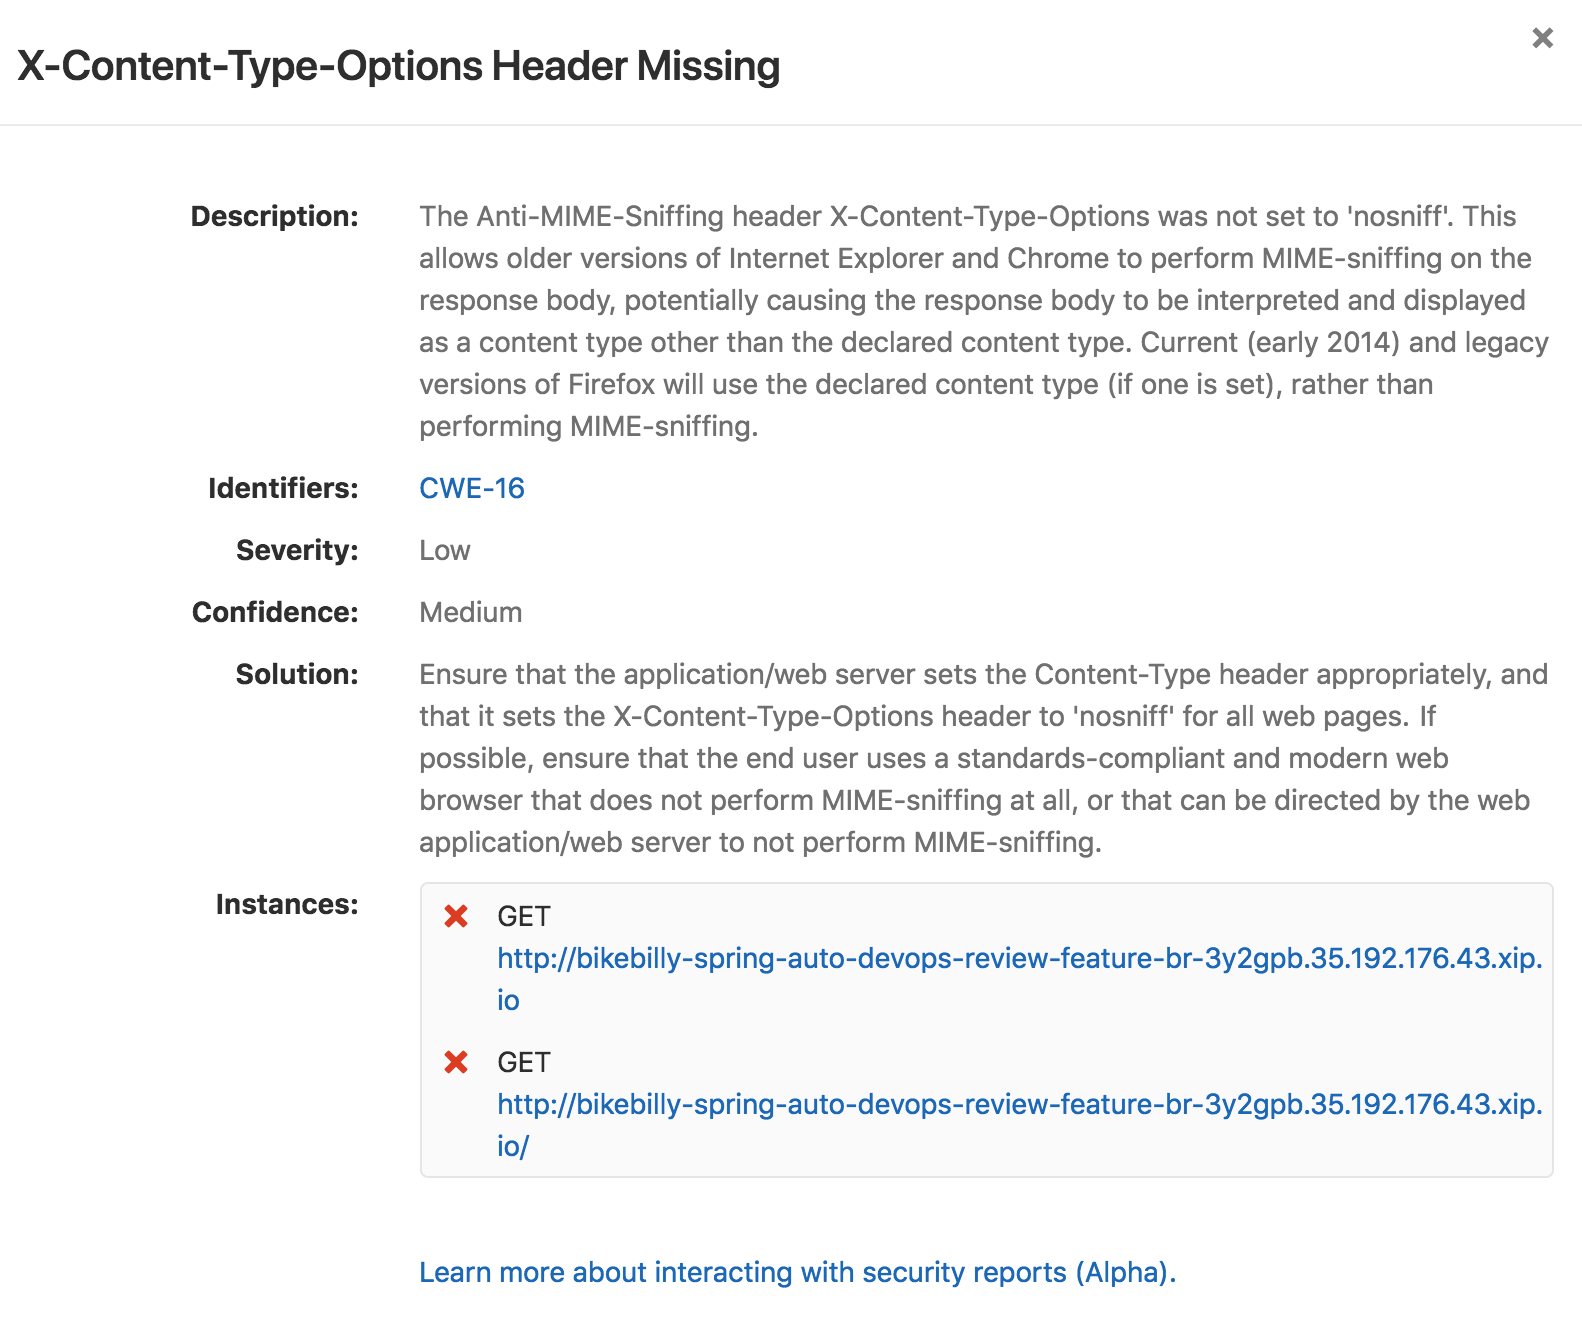 X-Content-Type-Options Header Missing
Description:
The Anti-MIME-Sniffing header X-Content-Type-Options was not set to 'nosniff'. This
allows older versions of Internet Explorer and Chrome to perform MIME-sniffing on the
response body, potentially causing the response body to be interpreted and displayed
as a content type other than the declared content type. Current (early 2014) and legacy
versions of Firefox will use the declared content type (if one is set), rather than
performing MIME-sniffing.
Identifiers:
CWE-16
Severity:
Low
Confidence:
Medium
Solution:
Ensure that the application/web server sets the Content-Type header appropriately, and
that it sets the X-Content-Type-Options header to 'nosniff' for all web pages. If
possible, ensure that the end user uses a standards-compliant and modern web
browser that does not perform MIME-sniffing at all, or that can be directed by the web
application/web server to not perform MIME-sniffing.
Instances:
GET
http://bikebilly-spring-auto-devops-review-feature-br-3y2gpb.35.192.176.43.xip.
io
GET
http://bikebilly-spring-auto-devops-review-feature-br-3y2gpb.35.192.176.43.xip.
io/
Learn more about interacting with security reports (Alpha).